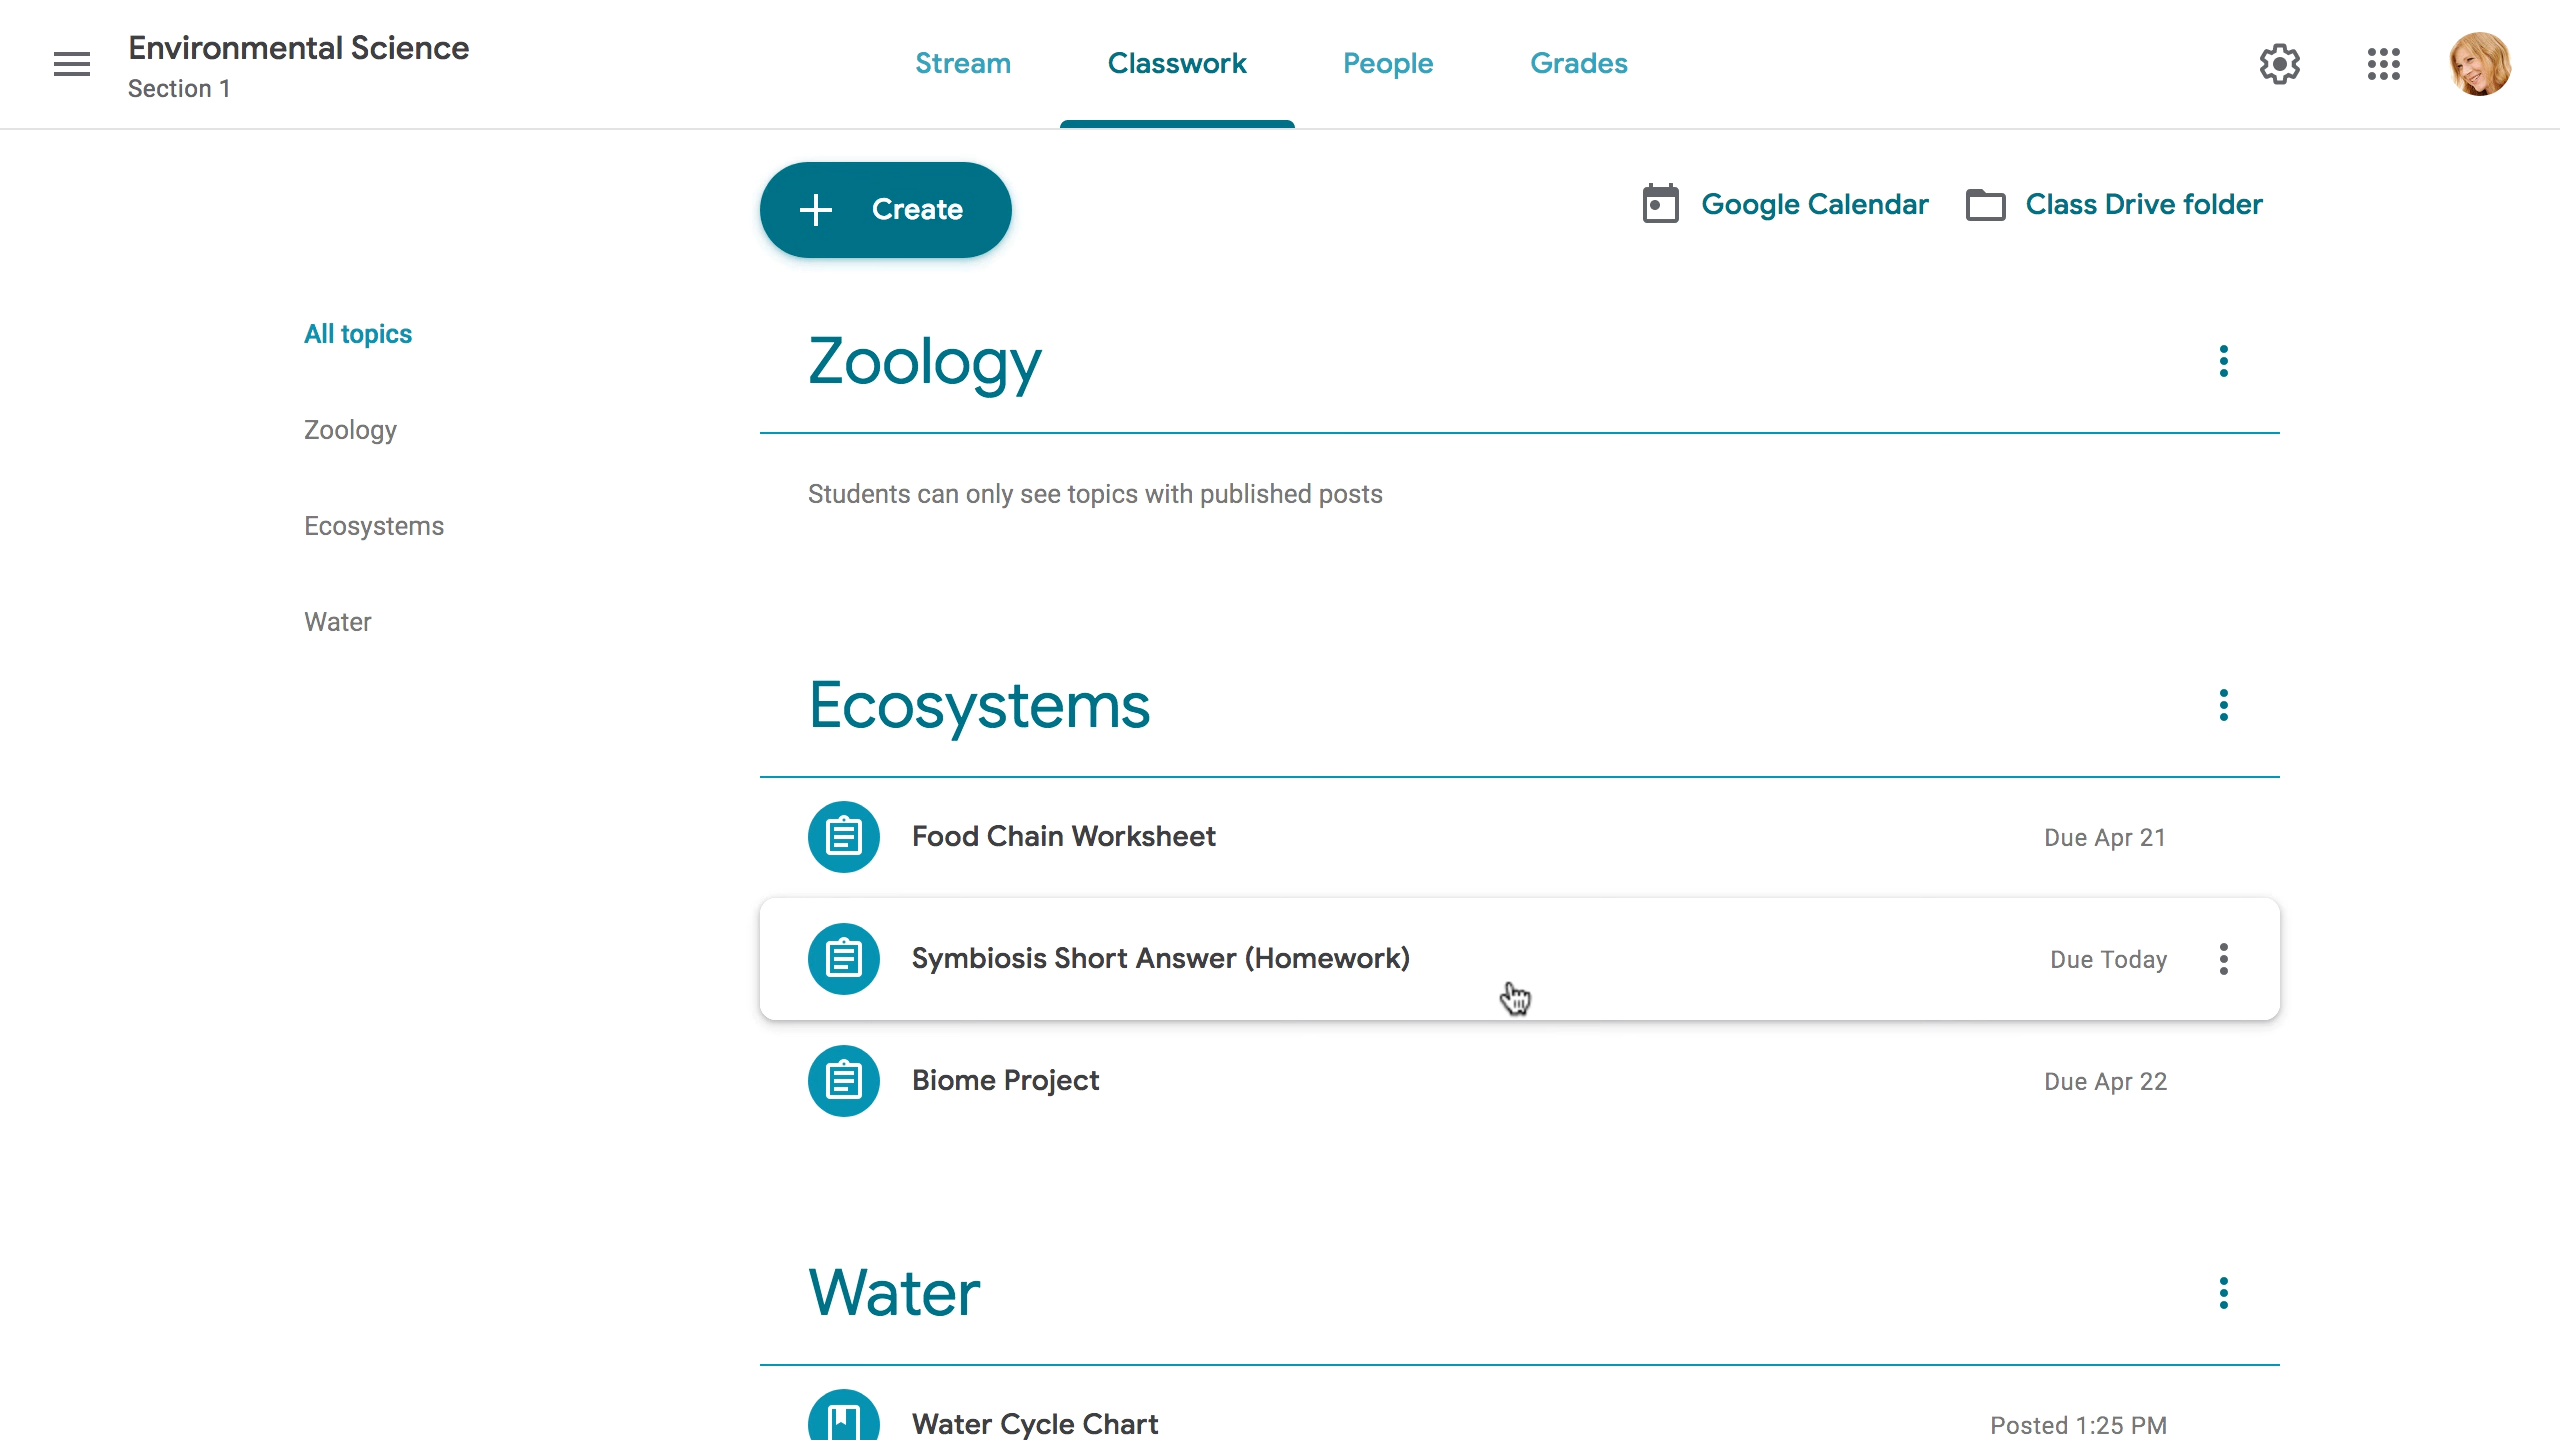 Environmental Science
Section 1
Stream
Classwork
People
Grades
Create
Google Calendar
Class Drive folder
All topics
Zoology
Ecosystems
Water
Zoology
Students can only see topics with published posts
Ecosystems
Food Chain Worksheet
Due Apr 21
Symbiosis Short Answer (Homework)
Due Today
Biome Project
Due Apr 22
Water
Water Cycle Chart
Posted 1:25 PM